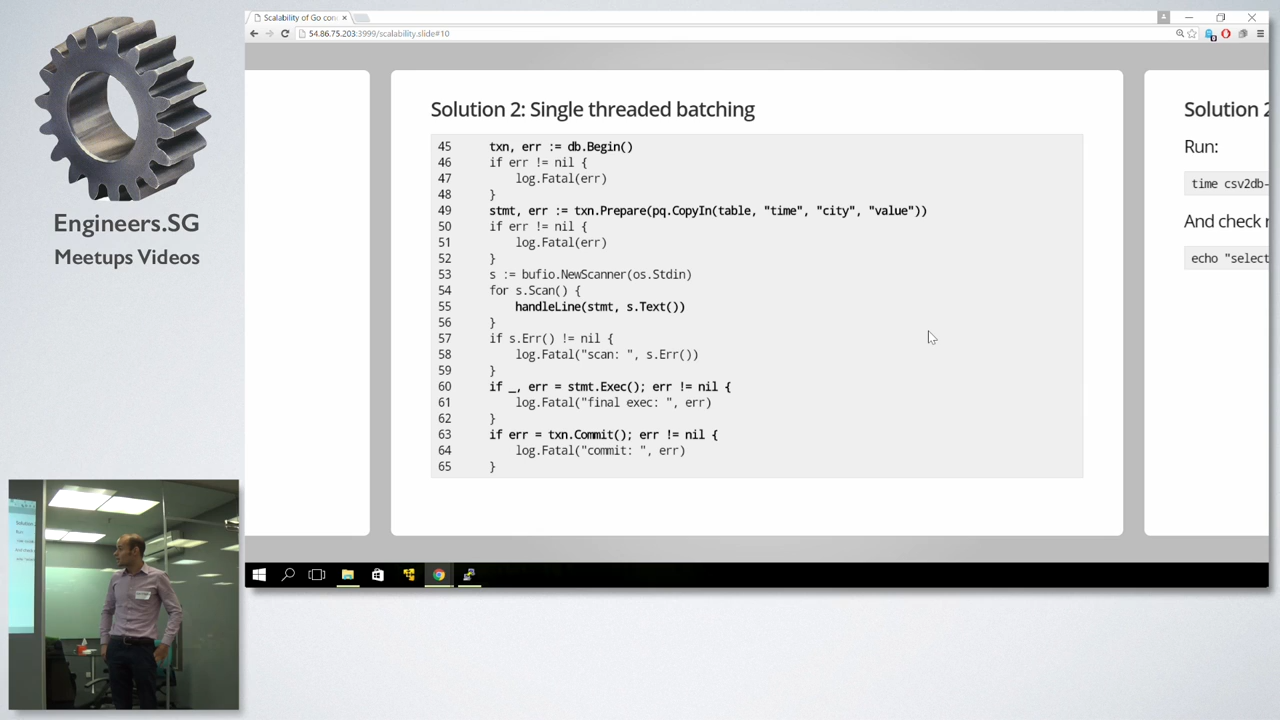 Scalability of Go con
54.86.75.203:3999/scalability.slide#10
Engineers.SG
Meetups Videos
Solution 2: Single threaded batching
45 txn, err := db.Begin()
46 if err != nil {
47 log.Fatal(err)
48 }
49 stmt, err := txn.Prepare(pq.CopyIn(table, "time", "city", "value"))
50 if err != nil {
51 log.Fatal(err)
52 }
53 s := bufio.NewScanner(os.Stdin)
54 for s.Scan() {
55 handleLine(stmt, s.Text())
56 }
57 if s.Err() != nil {
58 log.Fatal("scan: ", s.Err())
59 }
60 if _, err = stmt.Exec(); err != nil {
61 log.Fatal("final exec: ", err)
62 }
63 if err = txn.Commit(); err != nil {
64 log.Fatal("commit: ", err)
65 }
Solution 2
Run:
time csv2db-
And check r
echo "select